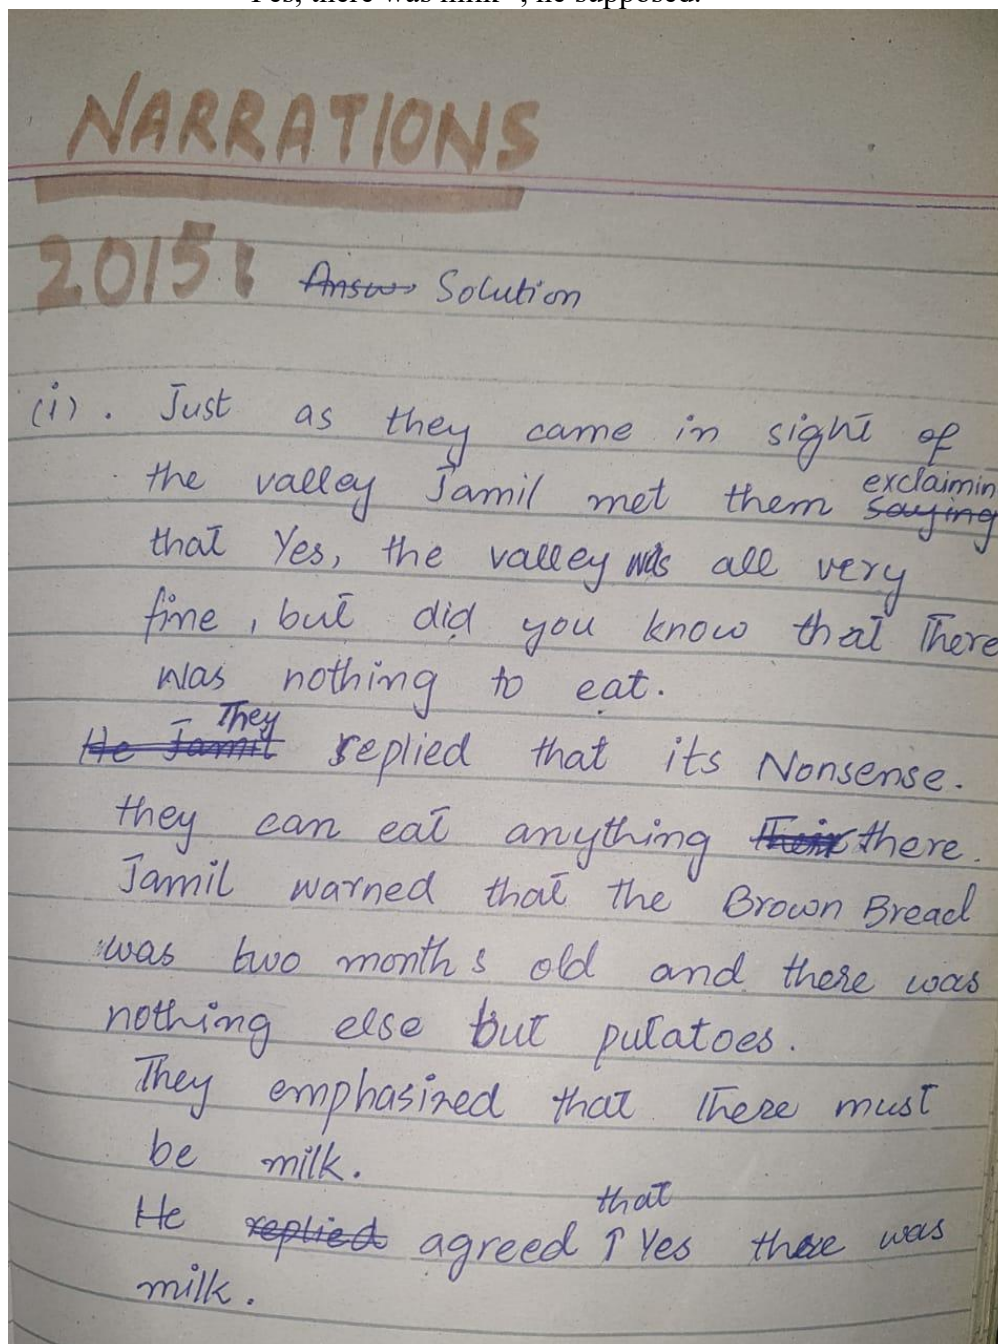 Yes, there was milk", he supposed.
NARRATIONS
2015: Answ Solution
(i). Just as they came in sight of
the valley Jamil met them saying exclaimin
that Yes, the valley was all very
fine, but did you know that There
was nothing to eat.
He Jamil They replied that its Nonsense.
they can eat anything Their there.
Jamil warned that the Brown Bread
was two months old and there was
nothing else but putatoes.
They emphasized that There must
be milk.
He replied agreed ↑ that Yes there was
milk.